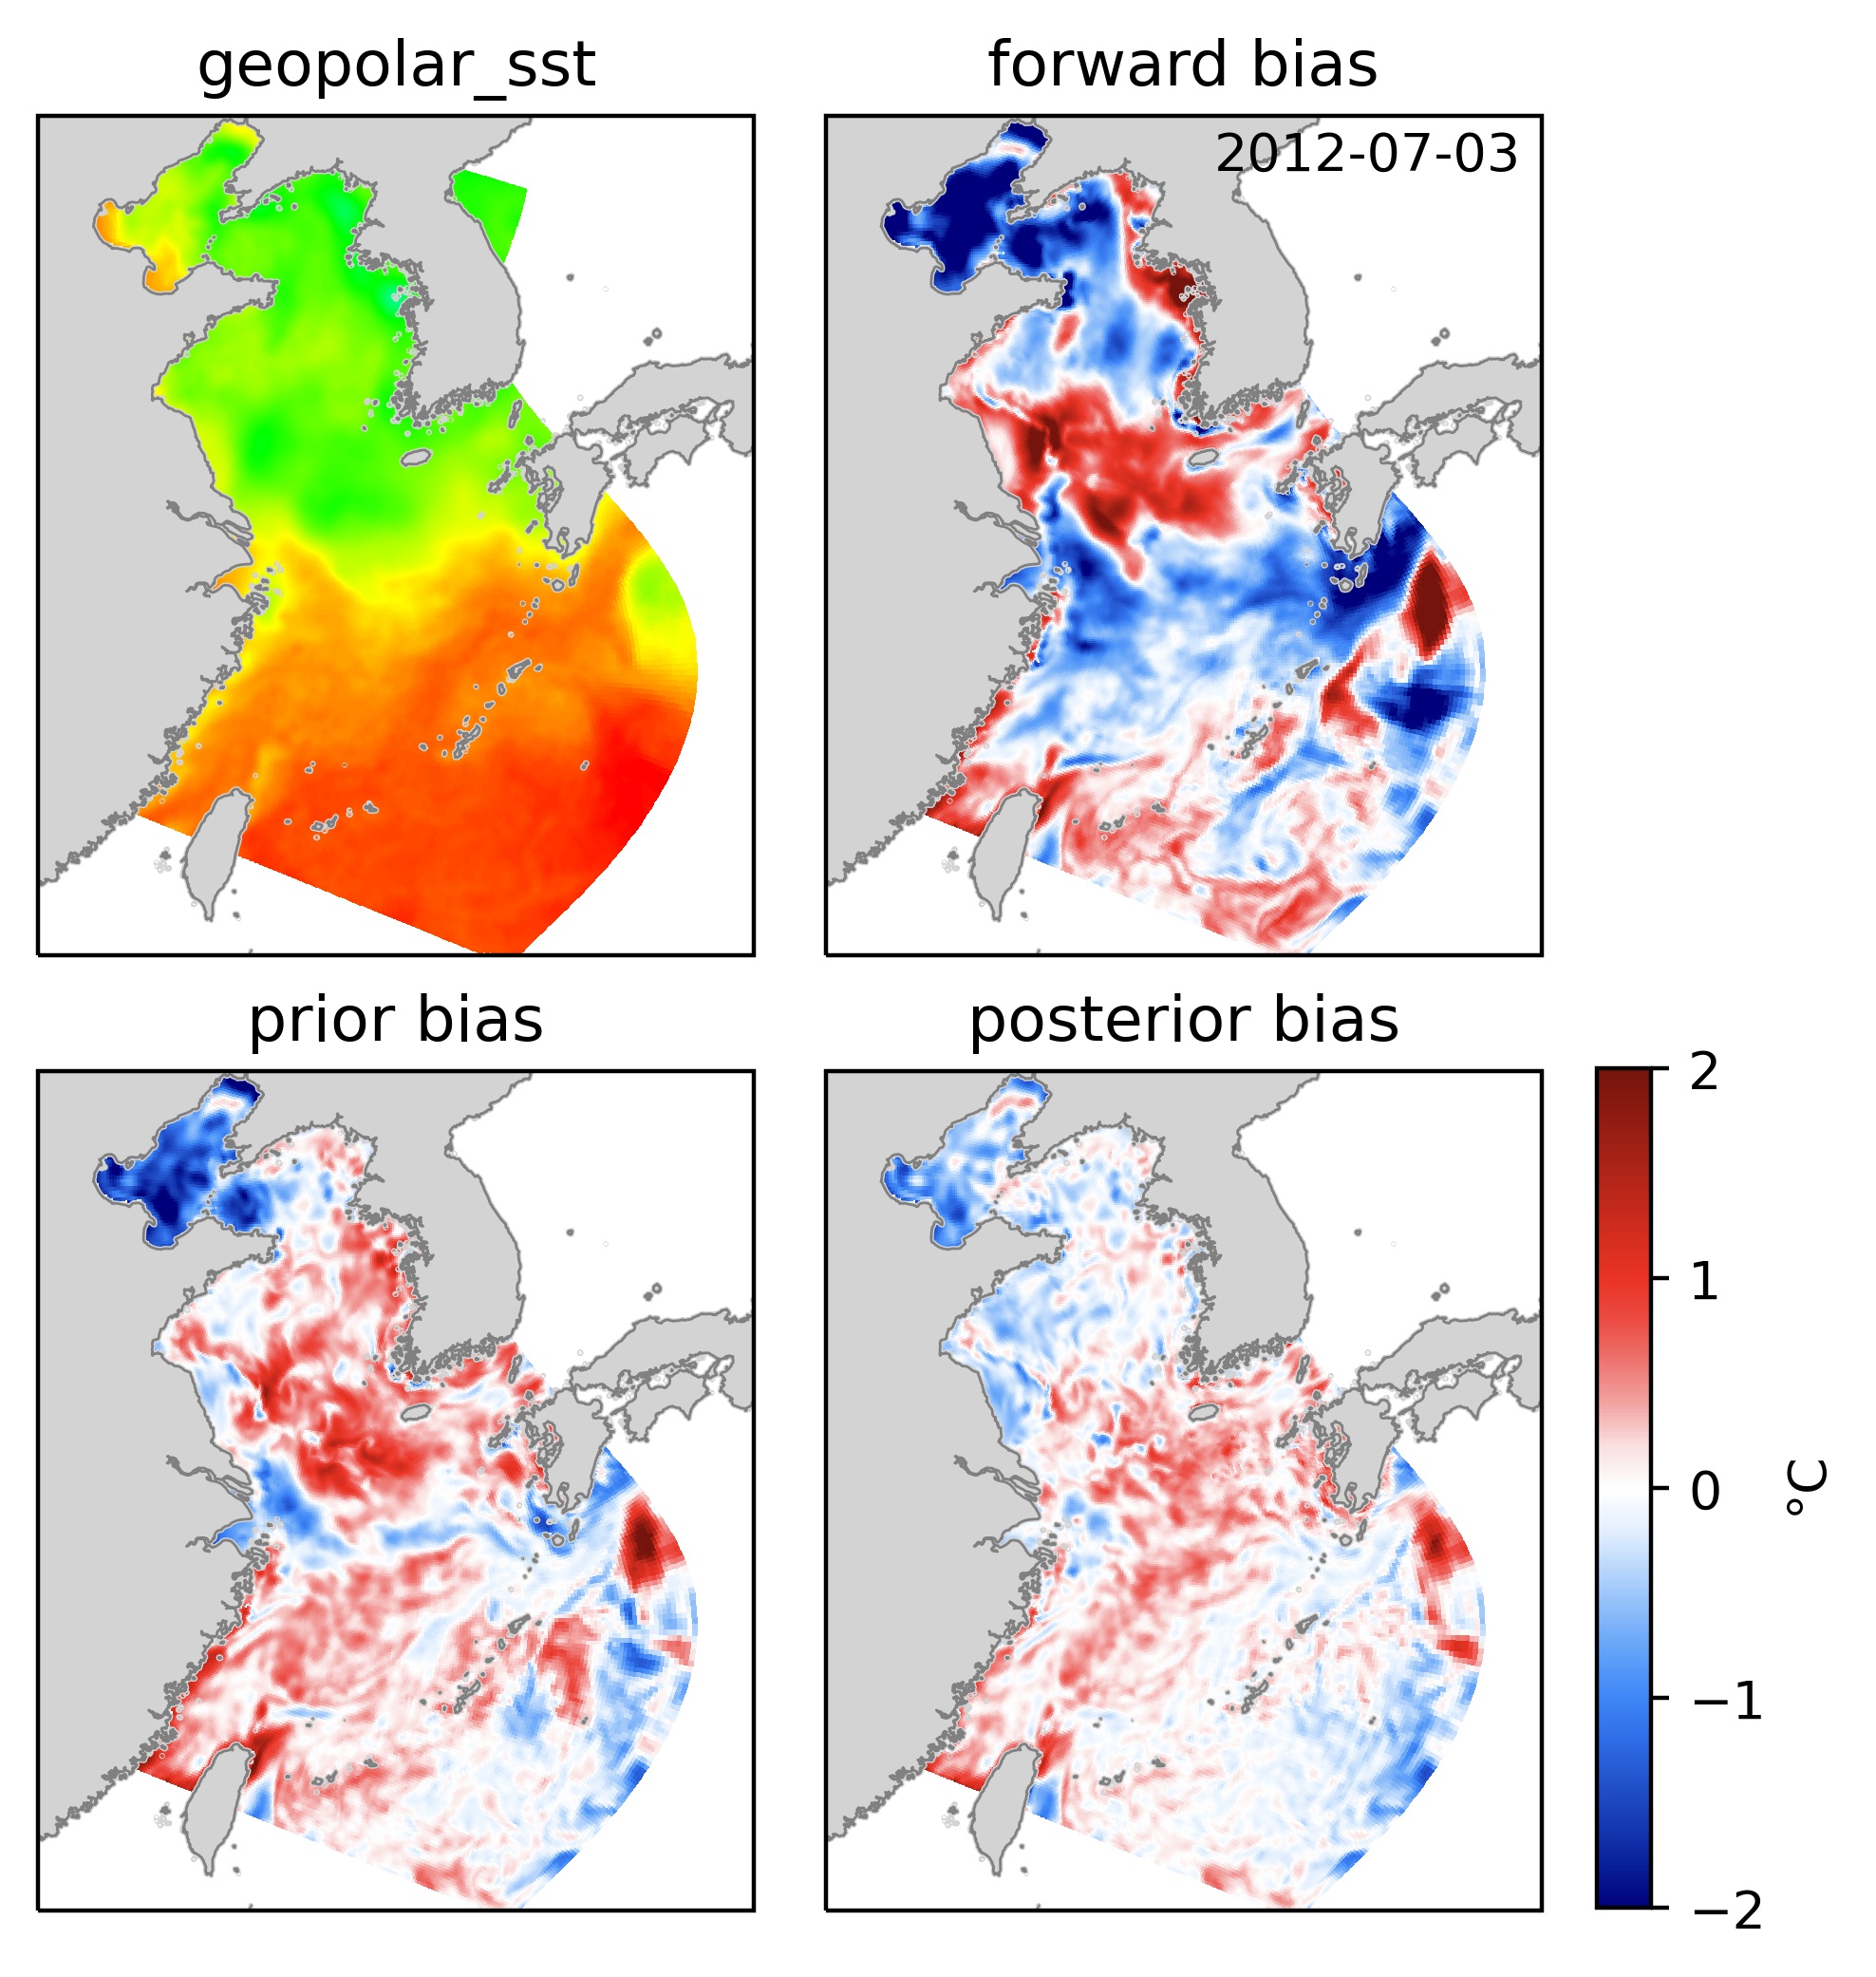 geopolar_sst
forward bias
2012-07-03
prior bias
posterior bias
2
1
0
−1
−2
°C